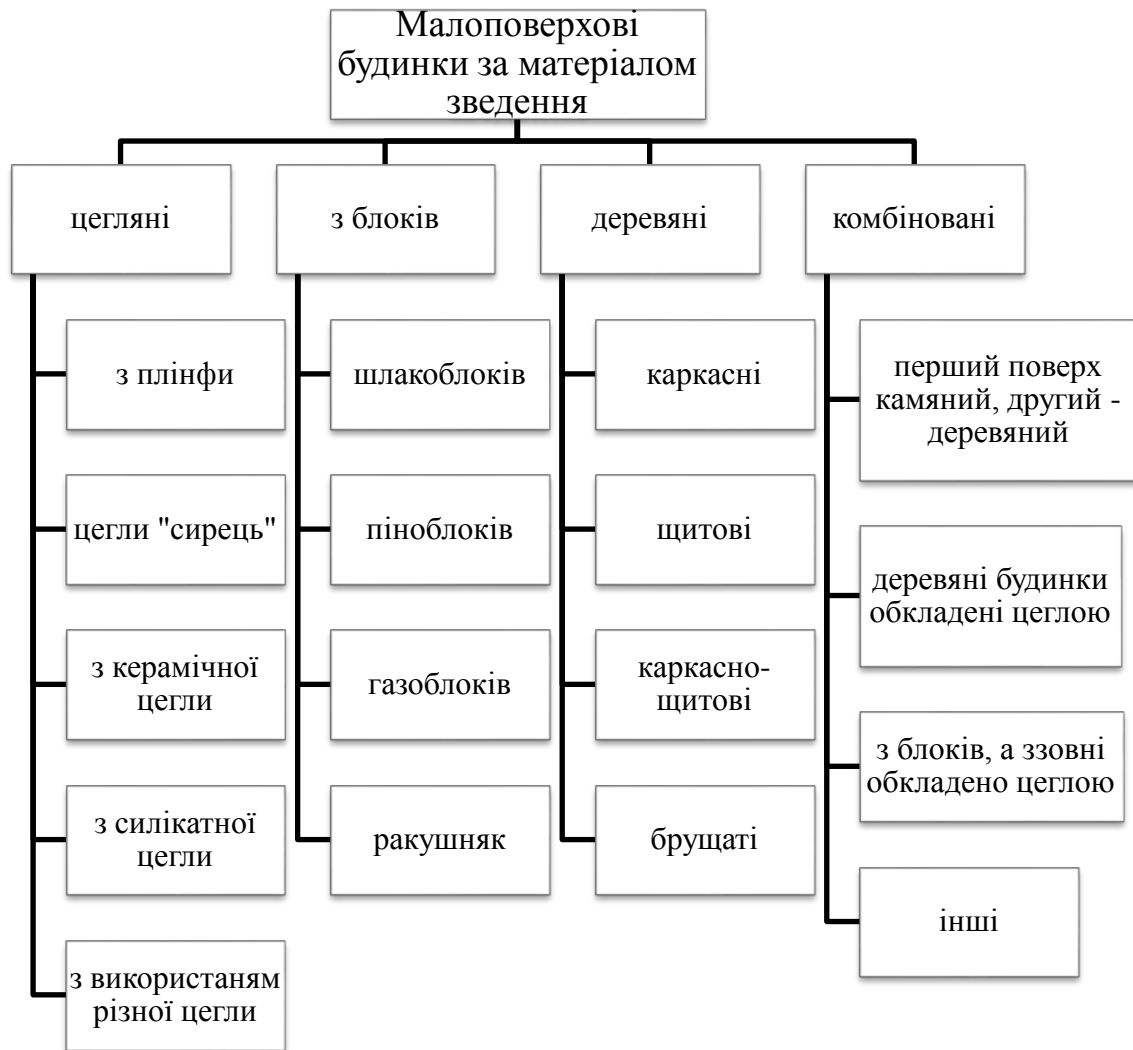 Малоповерхові
будинки за матеріалом
зведення
цегляні
з блоків
деревяні
комбіновані
з плінфи
цегли "сирець"
з керамічної
цегли
з силікатної
цегли
з використаням
різної цегли
шлакоблоків
піноблоків
газоблоків
ракушняк
каркасні
щитові
каркасно-
щитові
брущаті
перший поверх
камяний, другий -
деревяний
деревяні будинки
обкладені цеглою
з блоків, а ззовні
обкладено цеглою
інші